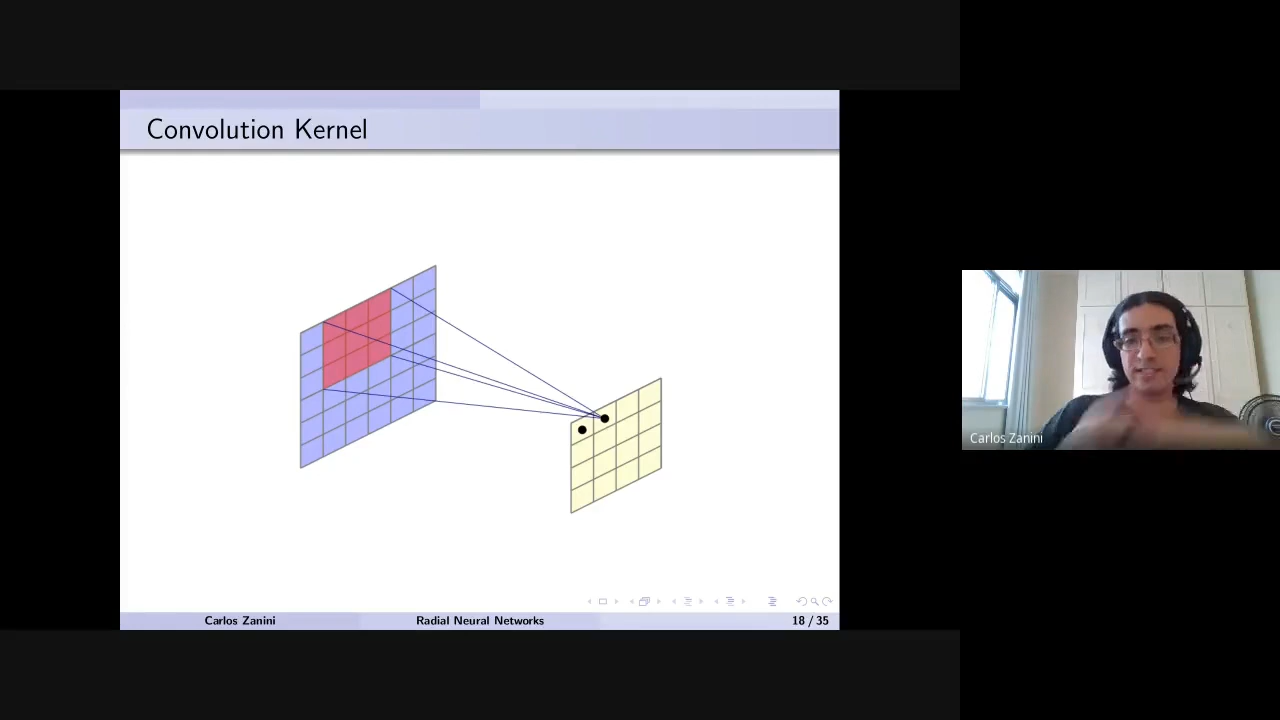 Convolution Kernel
Carlos Zanini
Carlos Zanini
Radial Neural Networks
18 / 35